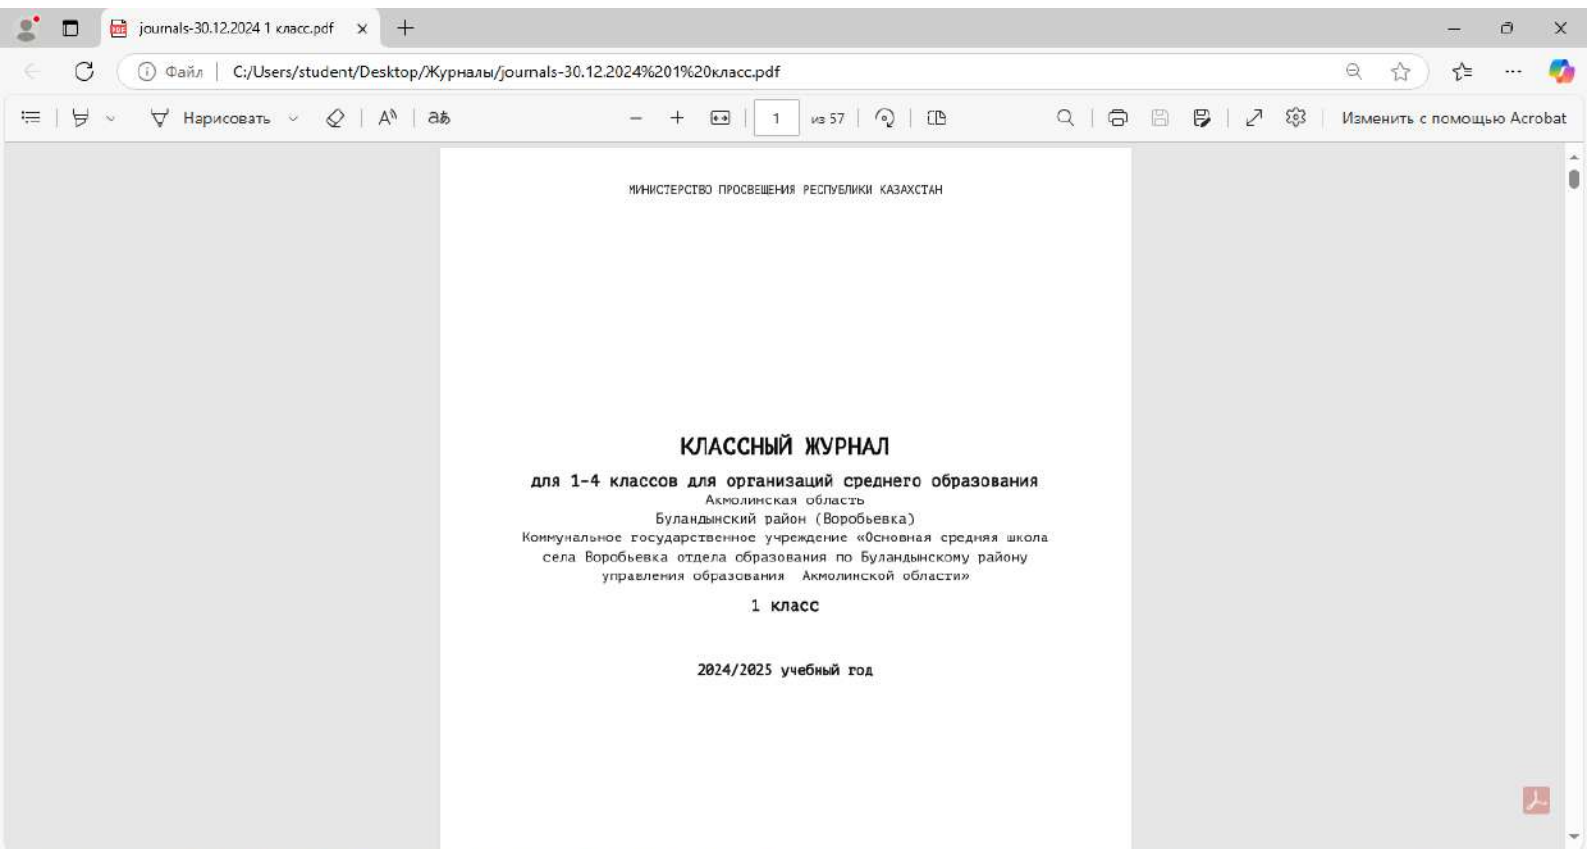 journals-30.12.2024 1 класс.pdf
Файл C:/Users/student/Desktop/Журналы/journals-30.12.2024%201%20класс.pdf
Нарисовать 1 из 57 Изменить с помощью Acrobat
МИНИСТЕРСТВО ПРОСВЕЩЕНИЯ РЕСПУБЛИКИ КАЗАХСТАН
КЛАССНЫЙ ЖУРНАЛ
для 1-4 классов для организаций среднего образования
Акмолинская область
Буландынский район (Воробьевка)
Коммунальное государственное учреждение «Основная средняя школа
села Воробьевка отдела образования по Буландынскому району
управления образования Акмолинской области»
1 класс
2024/2025 учебный год